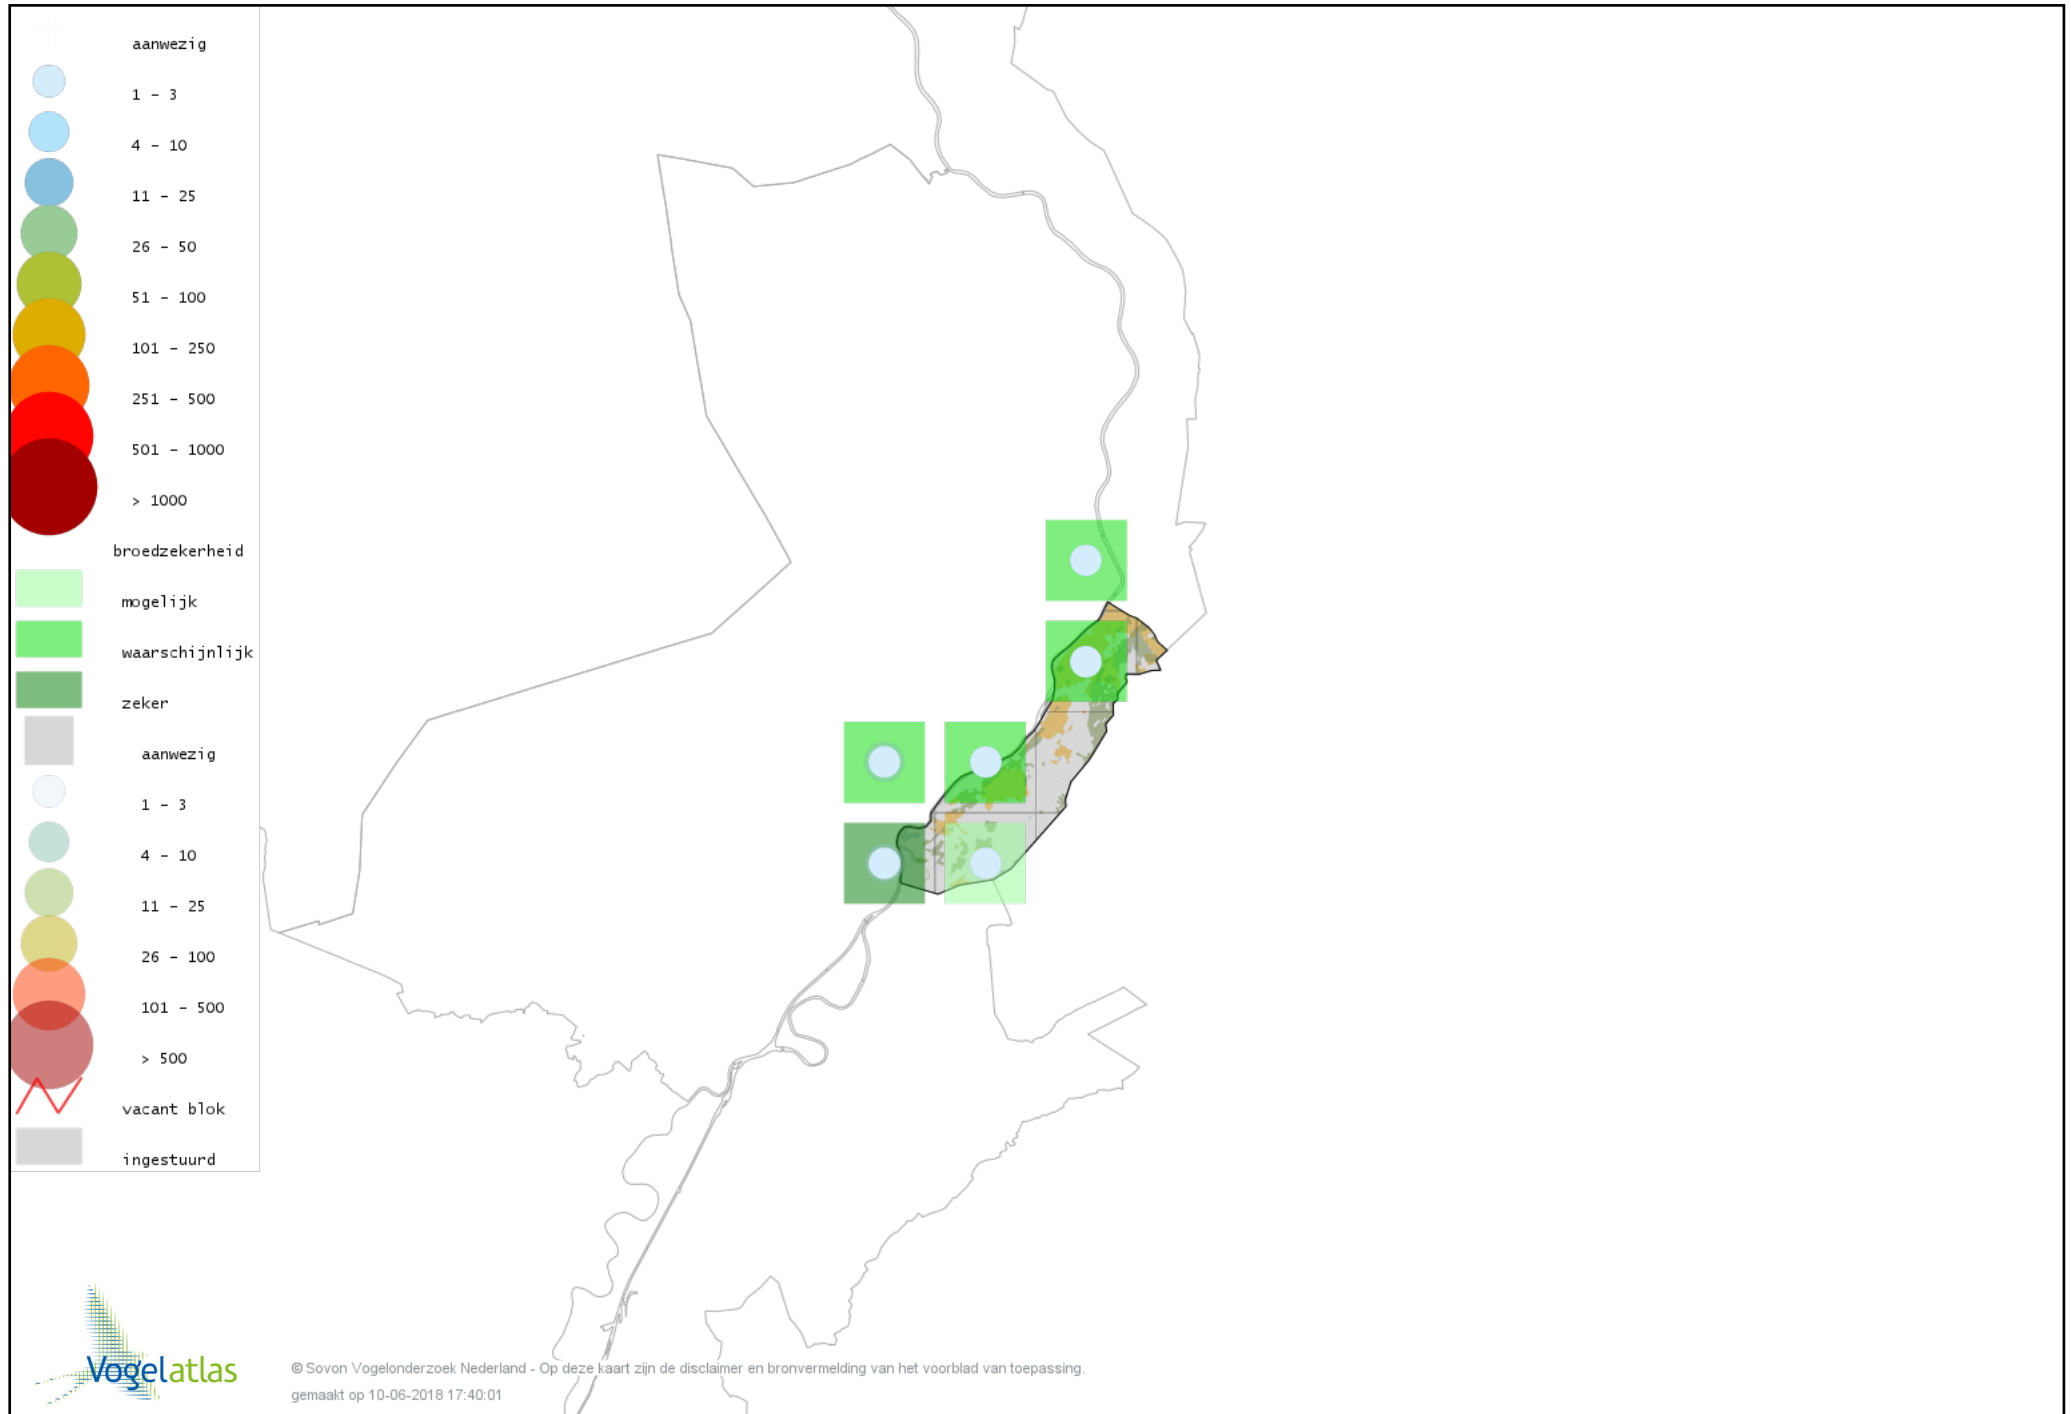 aanwezig
1 - 3
4 - 10
11 - 25
26 - 50
51 - 100
101 - 250
251 - 500
501 - 1000
> 1000
broedzekerheid
mogelijk
waarschijnlijk
zeker
aanwezig
1 - 3
4 - 10
11 - 25
26 - 100
101 - 500
> 500
vacant blok
ingestuurd
Vogelatlas
© Sovon Vogelonderzoek Nederland - Op deze kaart zijn de disclaimer en bronvermelding van het voorblad van toepassing.
gemaakt op 10-06-2018 17:40:01